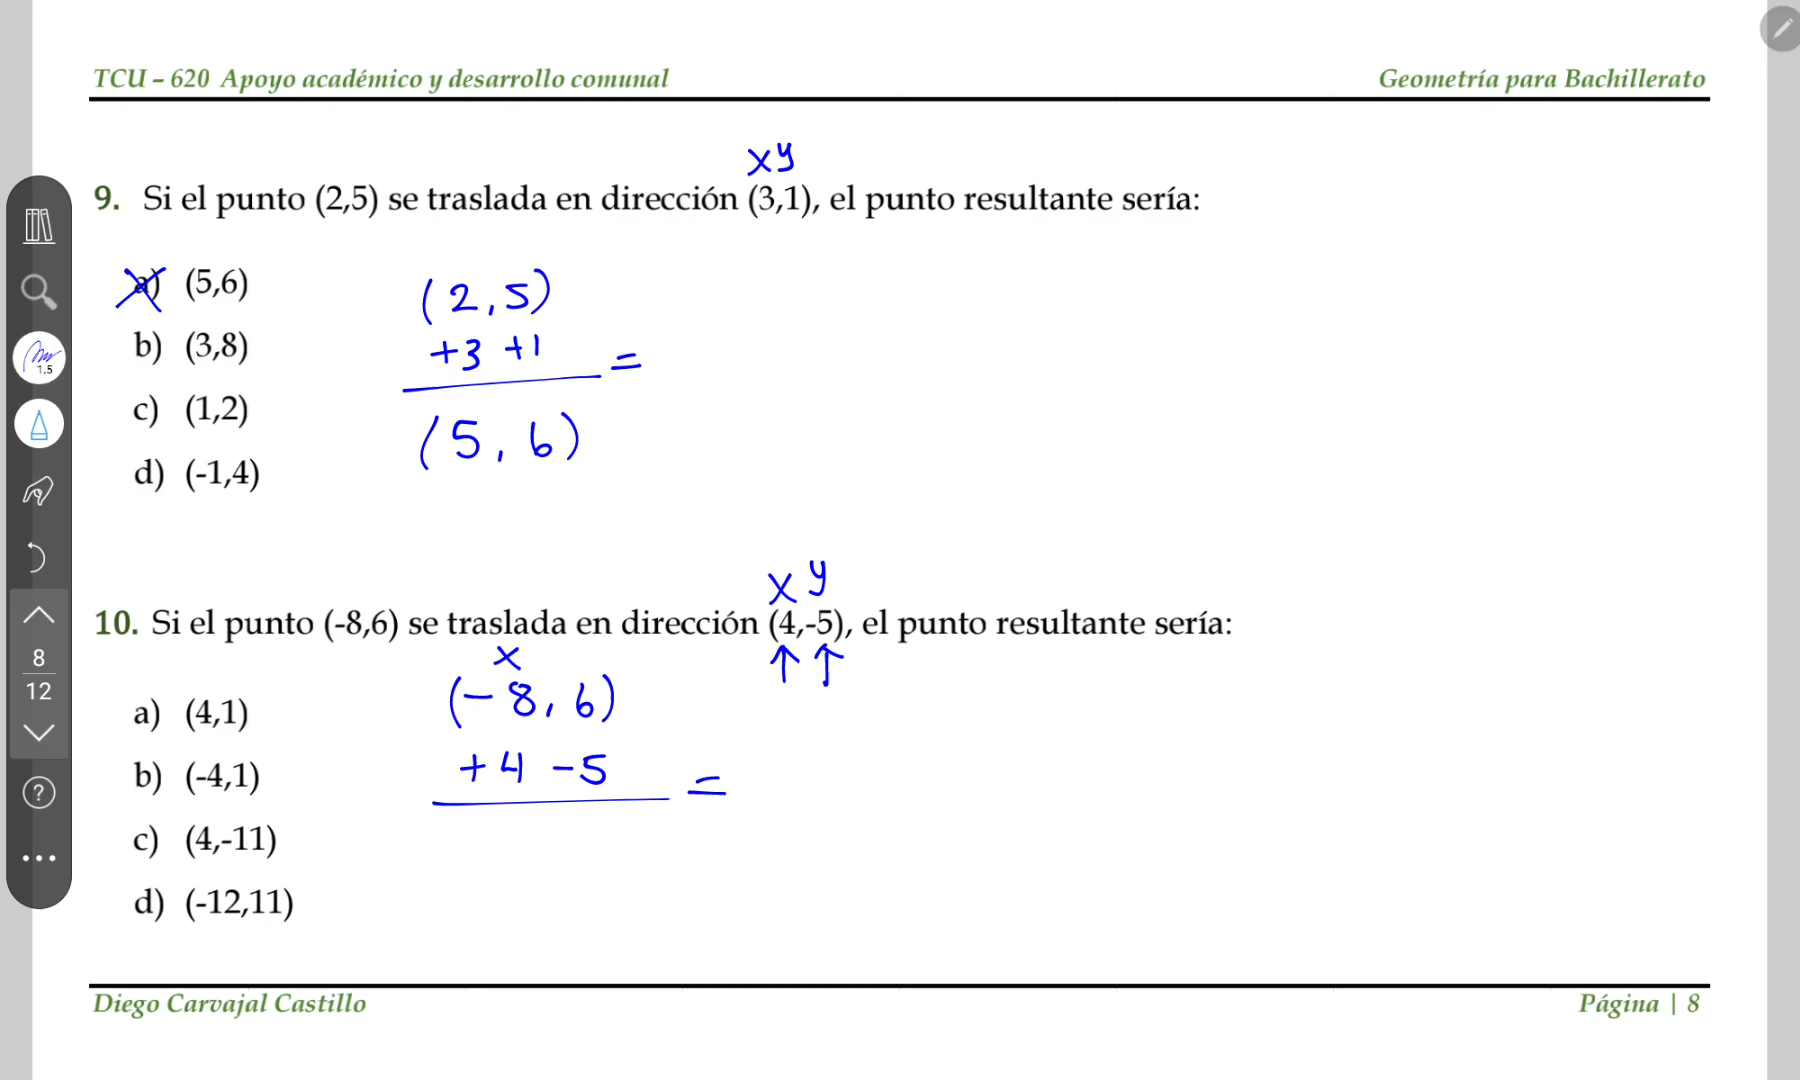 TCU – 620 Apoyo académico y desarrollo comunal
Geometría para Bachillerato
x y
9. Si el punto (2,5) se traslada en dirección (3,1), el punto resultante sería:
a) (5,6)
b) (3,8)
c) (1,2)
d) (-1,4)
(2,5)
+3 +1 =
(5,6)
x y
10. Si el punto (-8,6) se traslada en dirección (4,-5), el punto resultante sería:
x ↑ ↑
(-8,6)
+4 -5 =
a) (4,1)
b) (-4,1)
c) (4,-11)
d) (-12,11)
1.5
8
12
?
Diego Carvajal Castillo
Página | 8